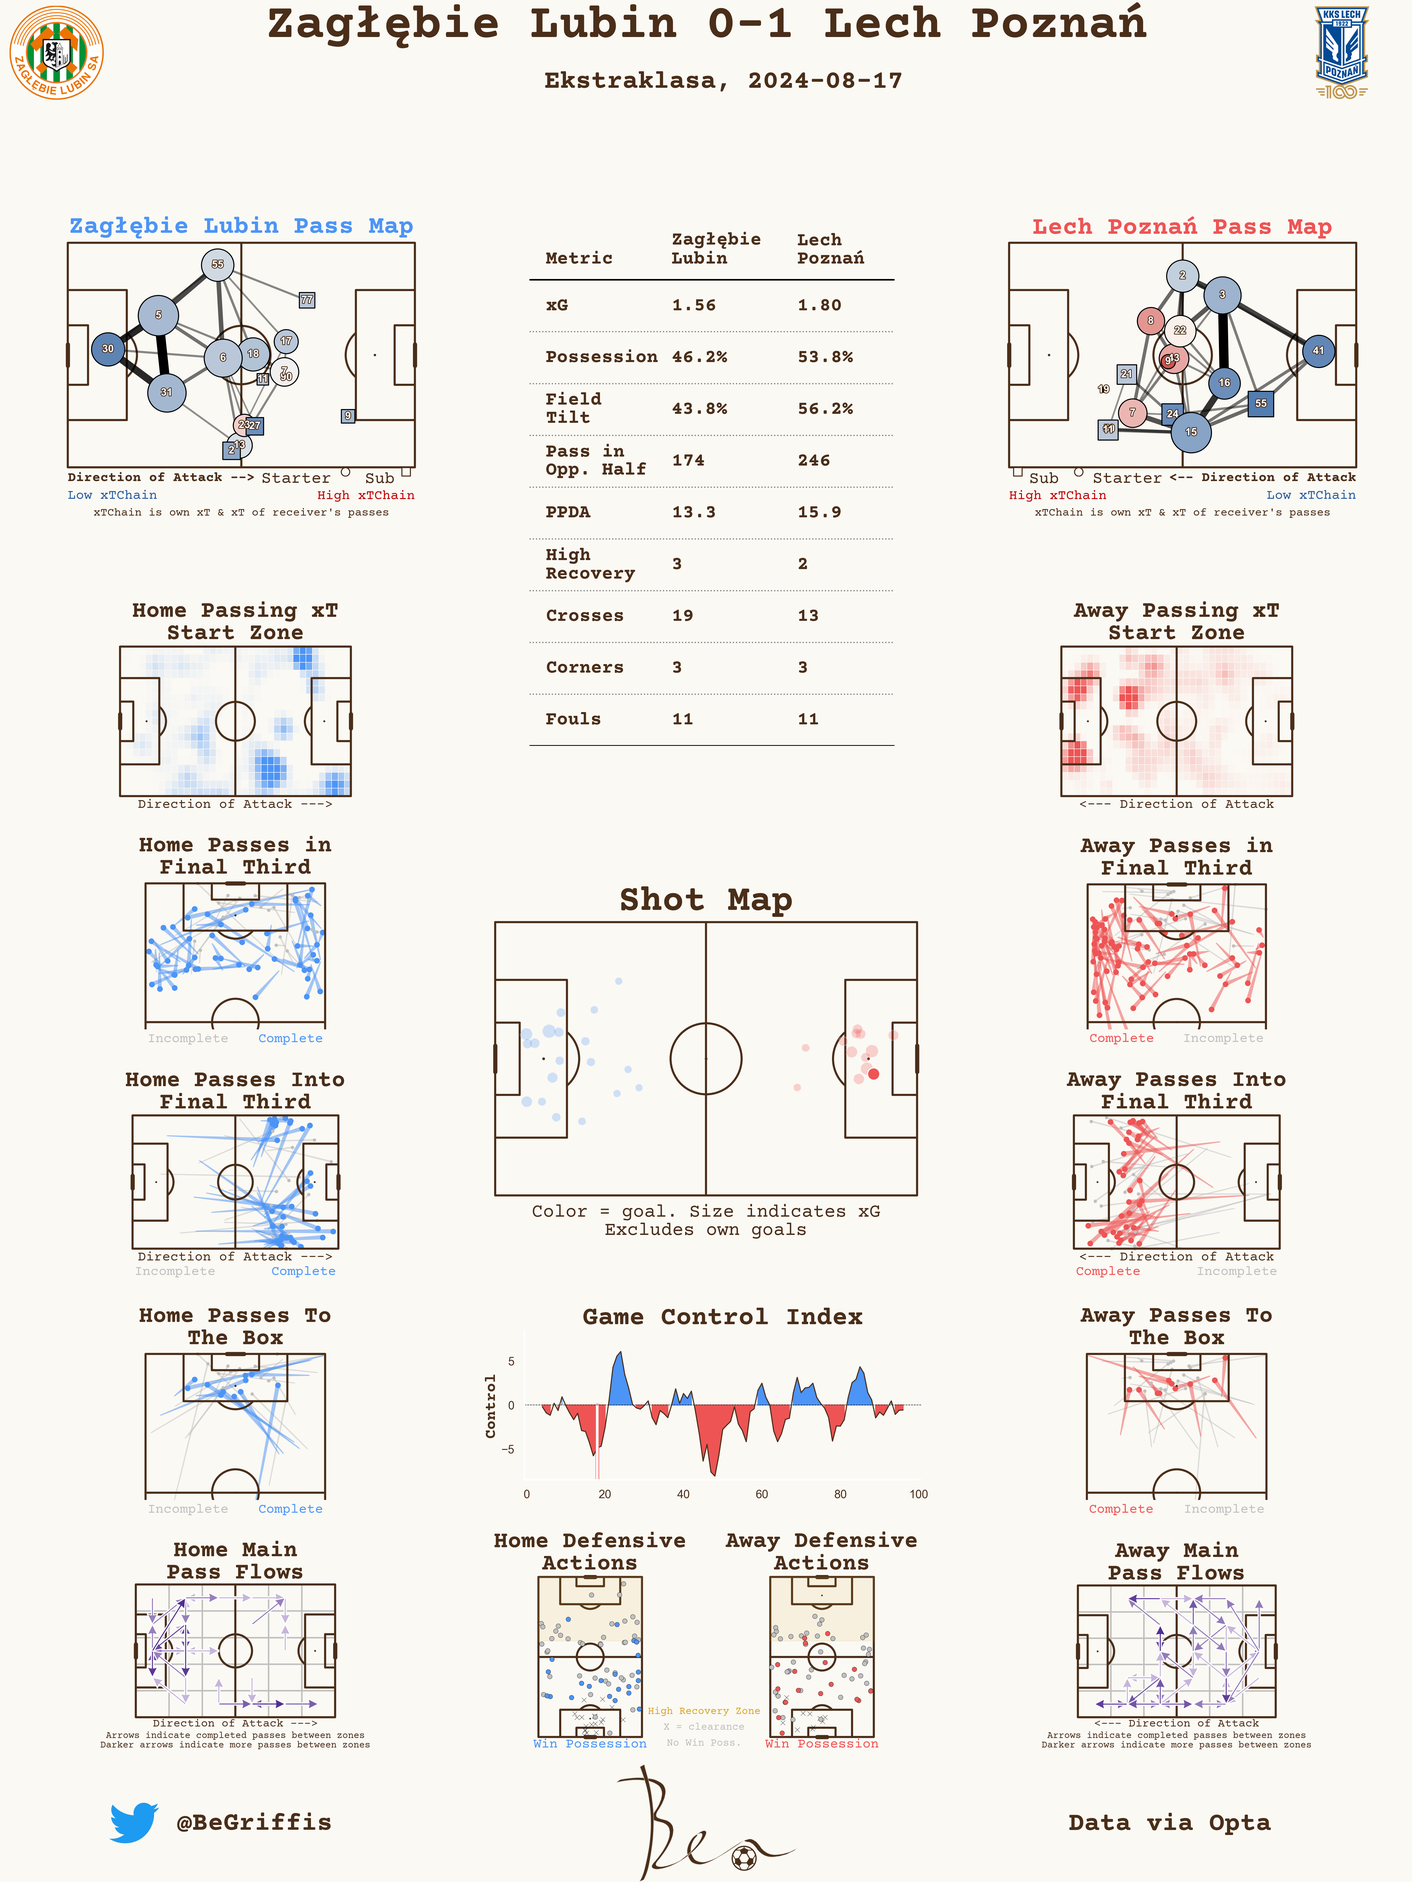 Zagłębie Lubin 0-1 Lech Poznań
Ekstraklasa, 2024-08-17
ZAGŁĘBIE LUBIN SA
KKS LECH
1922
POZNAŃ
100
Zagłębie Lubin Pass Map
55
77
5
30
17
18
6
7
11
31
9
27
2
Direction of Attack --> Starter Sub
Low xTChain High xTChain
xTChain is own xT & xT of receiver's passes
Metric Zagłębie Lubin Lech Poznań
xG 1.56 1.80
Possession 46.2% 53.8%
Field Tilt 43.8% 56.2%
Pass in Opp. Half 174 246
PPDA 13.3 15.9
High Recovery 3 2
Crosses 19 13
Corners 3 3
Fouls 11 11
Lech Poznań Pass Map
2
3
8
22
41
21
16
19
55
7
24
15
Sub Starter <-- Direction of Attack
High xTChain Low xTChain
xTChain is own xT & xT of receiver's passes
Home Passing xT
Start Zone
Direction of Attack --->
Away Passing xT
Start Zone
<--- Direction of Attack
Home Passes in
Final Third
Incomplete Complete
Away Passes in
Final Third
Complete Incomplete
Shot Map
Color = goal. Size indicates xG
Excludes own goals
Home Passes Into
Final Third
Direction of Attack --->
Incomplete Complete
Away Passes Into
Final Third
<--- Direction of Attack
Complete Incomplete
Home Passes To
The Box
Incomplete Complete
Game Control Index
Control
5
0
−5
0 20 40 60 80 100
Away Passes To
The Box
Complete Incomplete
Home Main
Pass Flows
Direction of Attack --->
Arrows indicate completed passes between zones
Darker arrows indicate more passes between zones
Home Defensive
Actions
Win Possession
High Recovery Zone
X = clearance
No Win Poss.
Away Defensive
Actions
Win Possession
Away Main
Pass Flows
<--- Direction of Attack
Arrows indicate completed passes between zones
Darker arrows indicate more passes between zones
@BeGriffis
Ben
Data via Opta